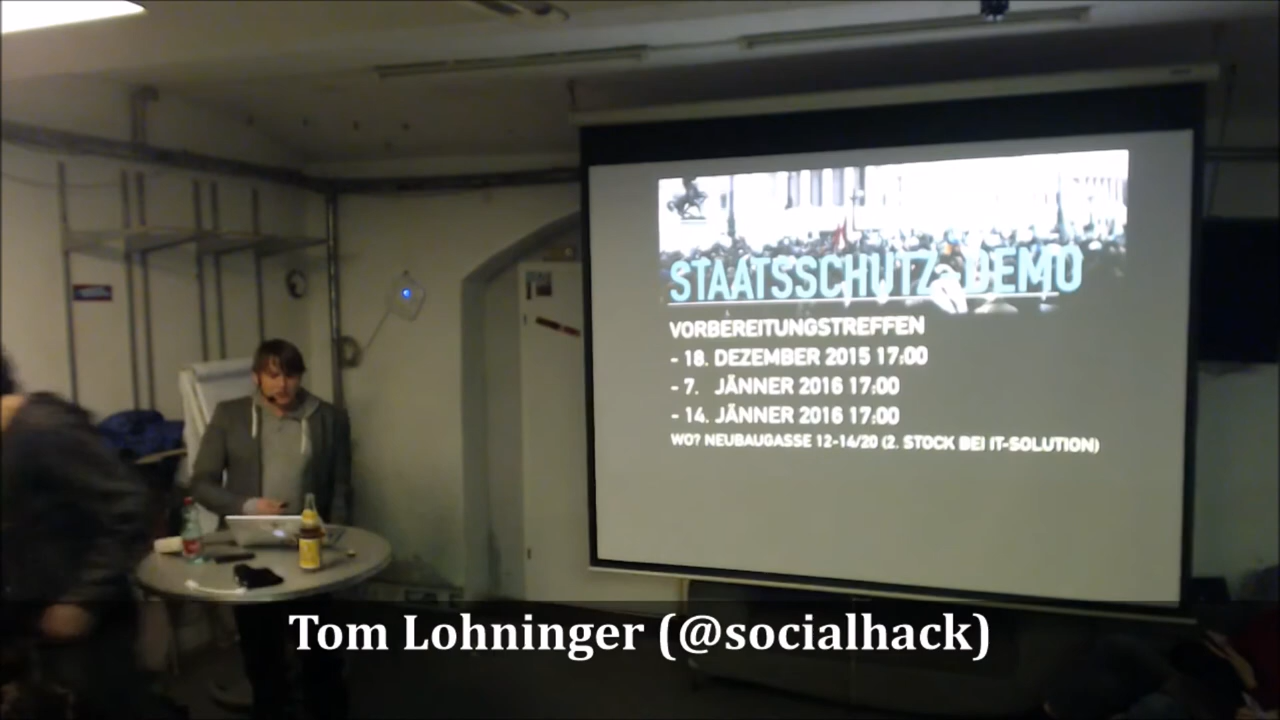 STAATSSCHUTZ-DEMO
VORBEREITUNGSTREFFEN
- 18. DEZEMBER 2015 17:00
- 7. JÄNNER 2016 17:00
- 14. JÄNNER 2016 17:00
WO? NEUBAUGASSE 12-14/20 (2. STOCK BEI IT-SOLUTION)
Tom Lohninger (@socialhack)